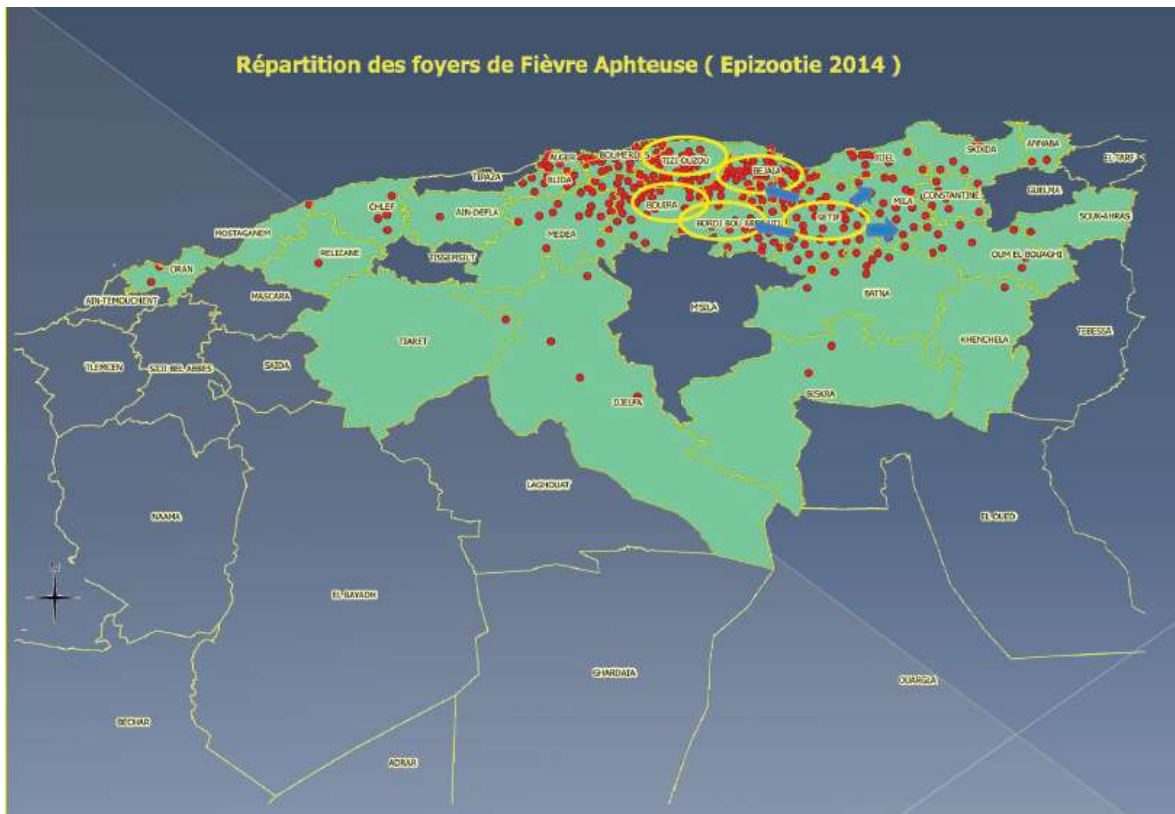 Répartition des foyers de Fièvre Aphteuse ( Epizootie 2014 )
SKIKDA
ANNABA
EL-TARF
ALGER
TIZI-OUZOU
BEJAIA
TIPAZA
BLIDA
MILA
CONSTANTINE
GUELMA
SOUK-AHRAS
CHLEF
AIN-DEFLA
BOUIRA
SETIF
MOSTAGANEM
MEDEA
RELIZANE
TISSEMSILT
OUM EL BOUAGHI
ORAN
AIN-TEMOUCHENT
MASCARA
M'SILA
BATNA
TIARET
KHENCHELA
TEBESSA
TLEMCEN
SIDI BEL ABBES
SAIDA
BISKRA
DJELFA
LAGHOUAT
NAAMA
EL OUED
N
EL BAYADH
GHARDAIA
OUARGLA
BECHAR
ADRAR